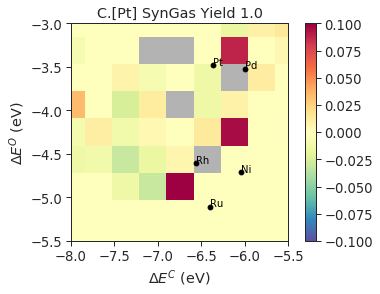 C.[Pt] SynGas Yield 1.0
−3.0
−3.5
−4.0
−4.5
−5.0
−5.5
ΔE^O (eV)
Pt
Pd
Rh
Ni
Ru
−8.0 −7.5 −7.0 −6.5 −6.0 −5.5
ΔE^C (eV)
0.100
0.075
0.050
0.025
0.000
−0.025
−0.050
−0.075
−0.100